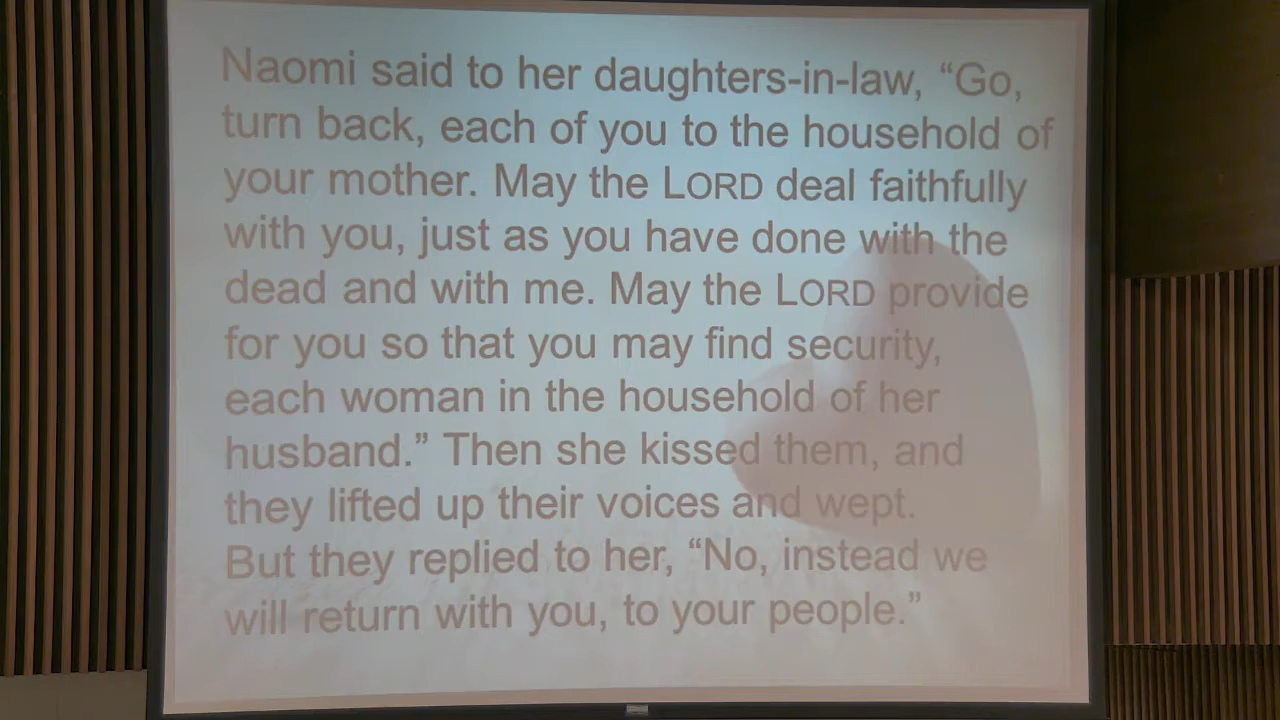 Naomi said to her daughters-in-law, “Go,
turn back, each of you to the household of
your mother. May the LORD deal faithfully
with you, just as you have done with the
dead and with me. May the LORD provide
for you so that you may find security,
each woman in the household of her
husband.” Then she kissed them, and
they lifted up their voices and wept.
But they replied to her, “No, instead we
will return with you, to your people.”